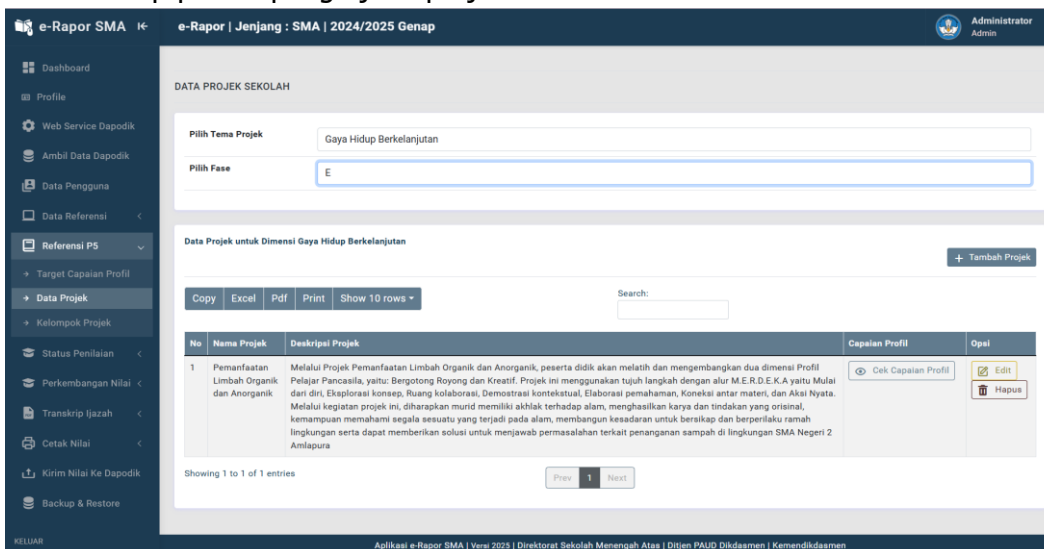 e-Rapor SMA
e-Rapor | Jenjang : SMA | 2024/2025 Genap
Administrator
Admin
Dashboard
Profile
Web Service Dapodik
Ambil Data Dapodik
Data Pengguna
Data Referensi
Referensi P5
Target Capaian Profil
Data Projek
Kelompok Projek
Status Penilaian
Perkembangan Nilai
Transkrip Ijazah
Cetak Nilai
Kirim Nilai Ke Dapodik
Backup & Restore
KELUAR
DATA PROJEK SEKOLAH
Pilih Tema Projek
Gaya Hidup Berkelanjutan
Pilih Fase
E
Data Projek untuk Dimensi Gaya Hidup Berkelanjutan
+ Tambah Projek
Copy Excel Pdf Print Show 10 rows
Search:
No Nama Projek Deskripsi Projek Capaian Profil Opsi
1
Pemanfaatan
Limbah Organik
dan Anorganik
Melalui Projek Pemanfaatan Limbah Organik dan Anorganik, peserta didik akan melatih dan mengembangkan dua dimensi Profil
Pelajar Pancasila, yaitu: Bergotong Royong dan Kreatif. Projek ini menggunakan tujuh langkah dengan alur M.E.R.D.E.K.A yaitu Mulai
dari diri, Eksplorasi konsep, Ruang kolaborasi, Demostrasi kontekstual, Elaborasi pemahaman, Koneksi antar materi, dan Aksi Nyata.
Melalui kegiatan projek ini, diharapkan murid memiliki akhlak terhadap alam, menghasilkan karya dan tindakan yang orisinal,
kemampuan memahami segala sesuatu yang terjadi pada alam, membangun kesadaran untuk bersikap dan berperilaku ramah
lingkungan serta dapat memberikan solusi untuk menjawab permasalahan terkait penanganan sampah di lingkungan SMA Negeri 2
Amlapura
Cek Capaian Profil
Edit
Hapus
Showing 1 to 1 of 1 entries
Prev 1 Next
Aplikasi e-Rapor SMA | Versi 2025 | Direktorat Sekolah Menengah Atas | Ditjen PAUD Dikdasmen | Kemendikdasmen